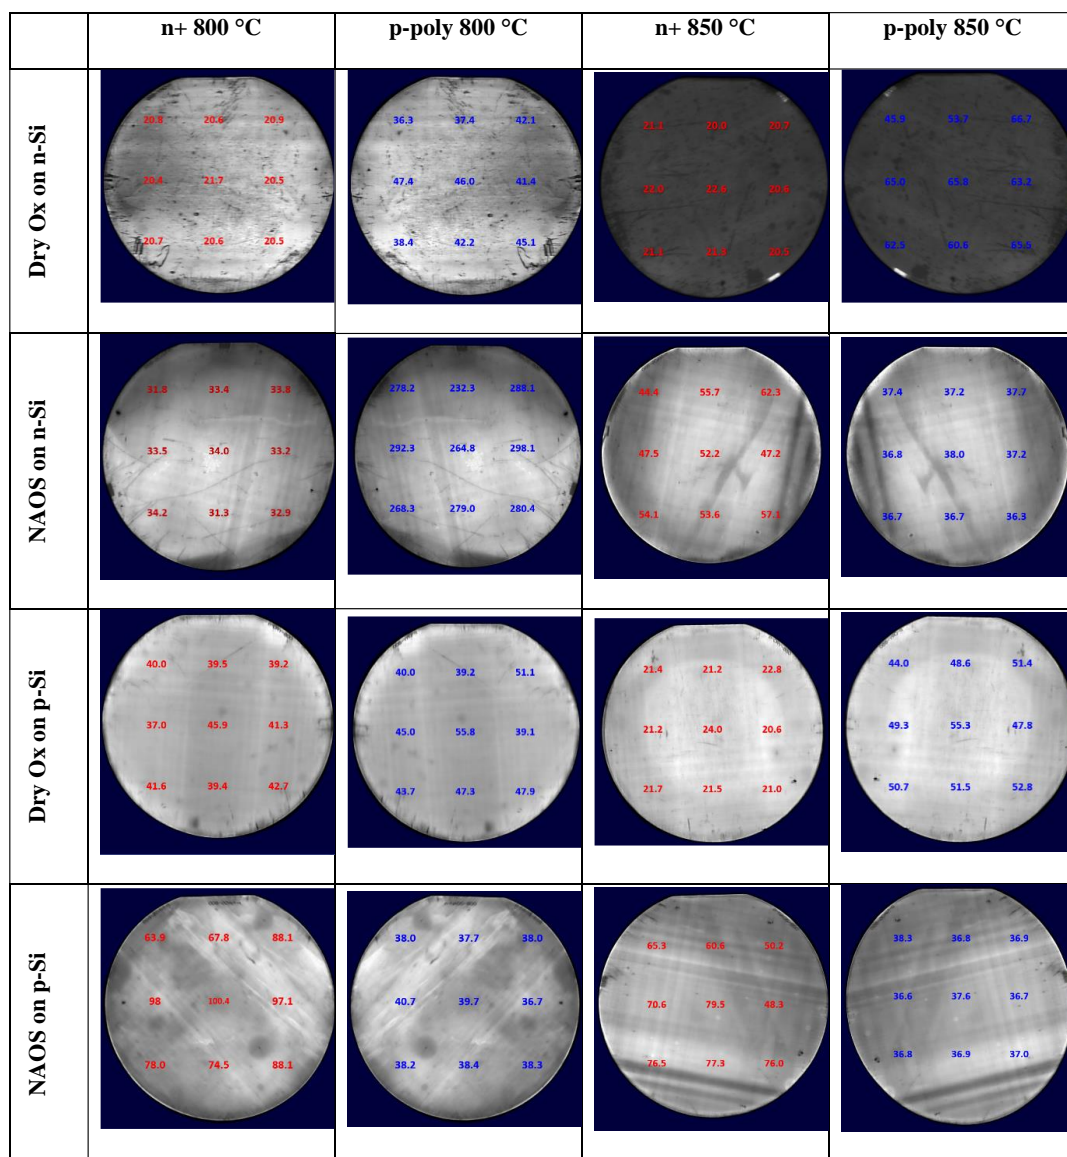 n+ 800 °C p-poly 800 °C n+ 850 °C p-poly 850 °C
Dry Ox on n-Si
20.8 20.6 20.9 36.3 37.4 42.1 21.1 20.0 20.7 45.9 53.7 66.7
20.4 21.7 20.5 47.4 46.0 41.4 22.0 22.6 20.6 65.0 65.8 63.2
20.7 20.6 20.5 38.4 42.2 45.1 21.1 20.5 62.5 60.6 65.5
NAOS on n-Si
31.8 33.4 33.8 278.2 232.3 288.1 44.4 55.7 62.3 37.4 37.2 37.7
33.5 34.0 33.2 292.3 264.8 298.1 47.5 52.2 47.2 36.8 38.0 37.2
34.2 31.3 32.9 268.3 279.0 280.4 54.1 53.6 57.1 36.7 36.7 36.3
Dry Ox on p-Si
40.0 39.5 39.2 40.0 39.2 51.1 21.4 21.2 22.8 44.0 48.6 51.4
37.0 45.9 41.3 45.0 55.8 39.1 21.2 24.0 20.6 49.3 55.3 47.8
41.6 39.4 42.7 43.7 47.3 47.9 21.7 21.5 21.0 50.7 51.5 52.8
NAOS on p-Si
63.9 67.8 88.1 38.0 37.7 38.0 65.3 60.6 50.2 38.3 36.8 36.9
98 100.4 97.1 40.7 39.7 36.7 70.6 79.5 48.3 36.6 37.6 36.7
78.0 74.5 88.1 38.2 38.4 38.3 76.5 77.3 76.0 36.8 36.9 37.0